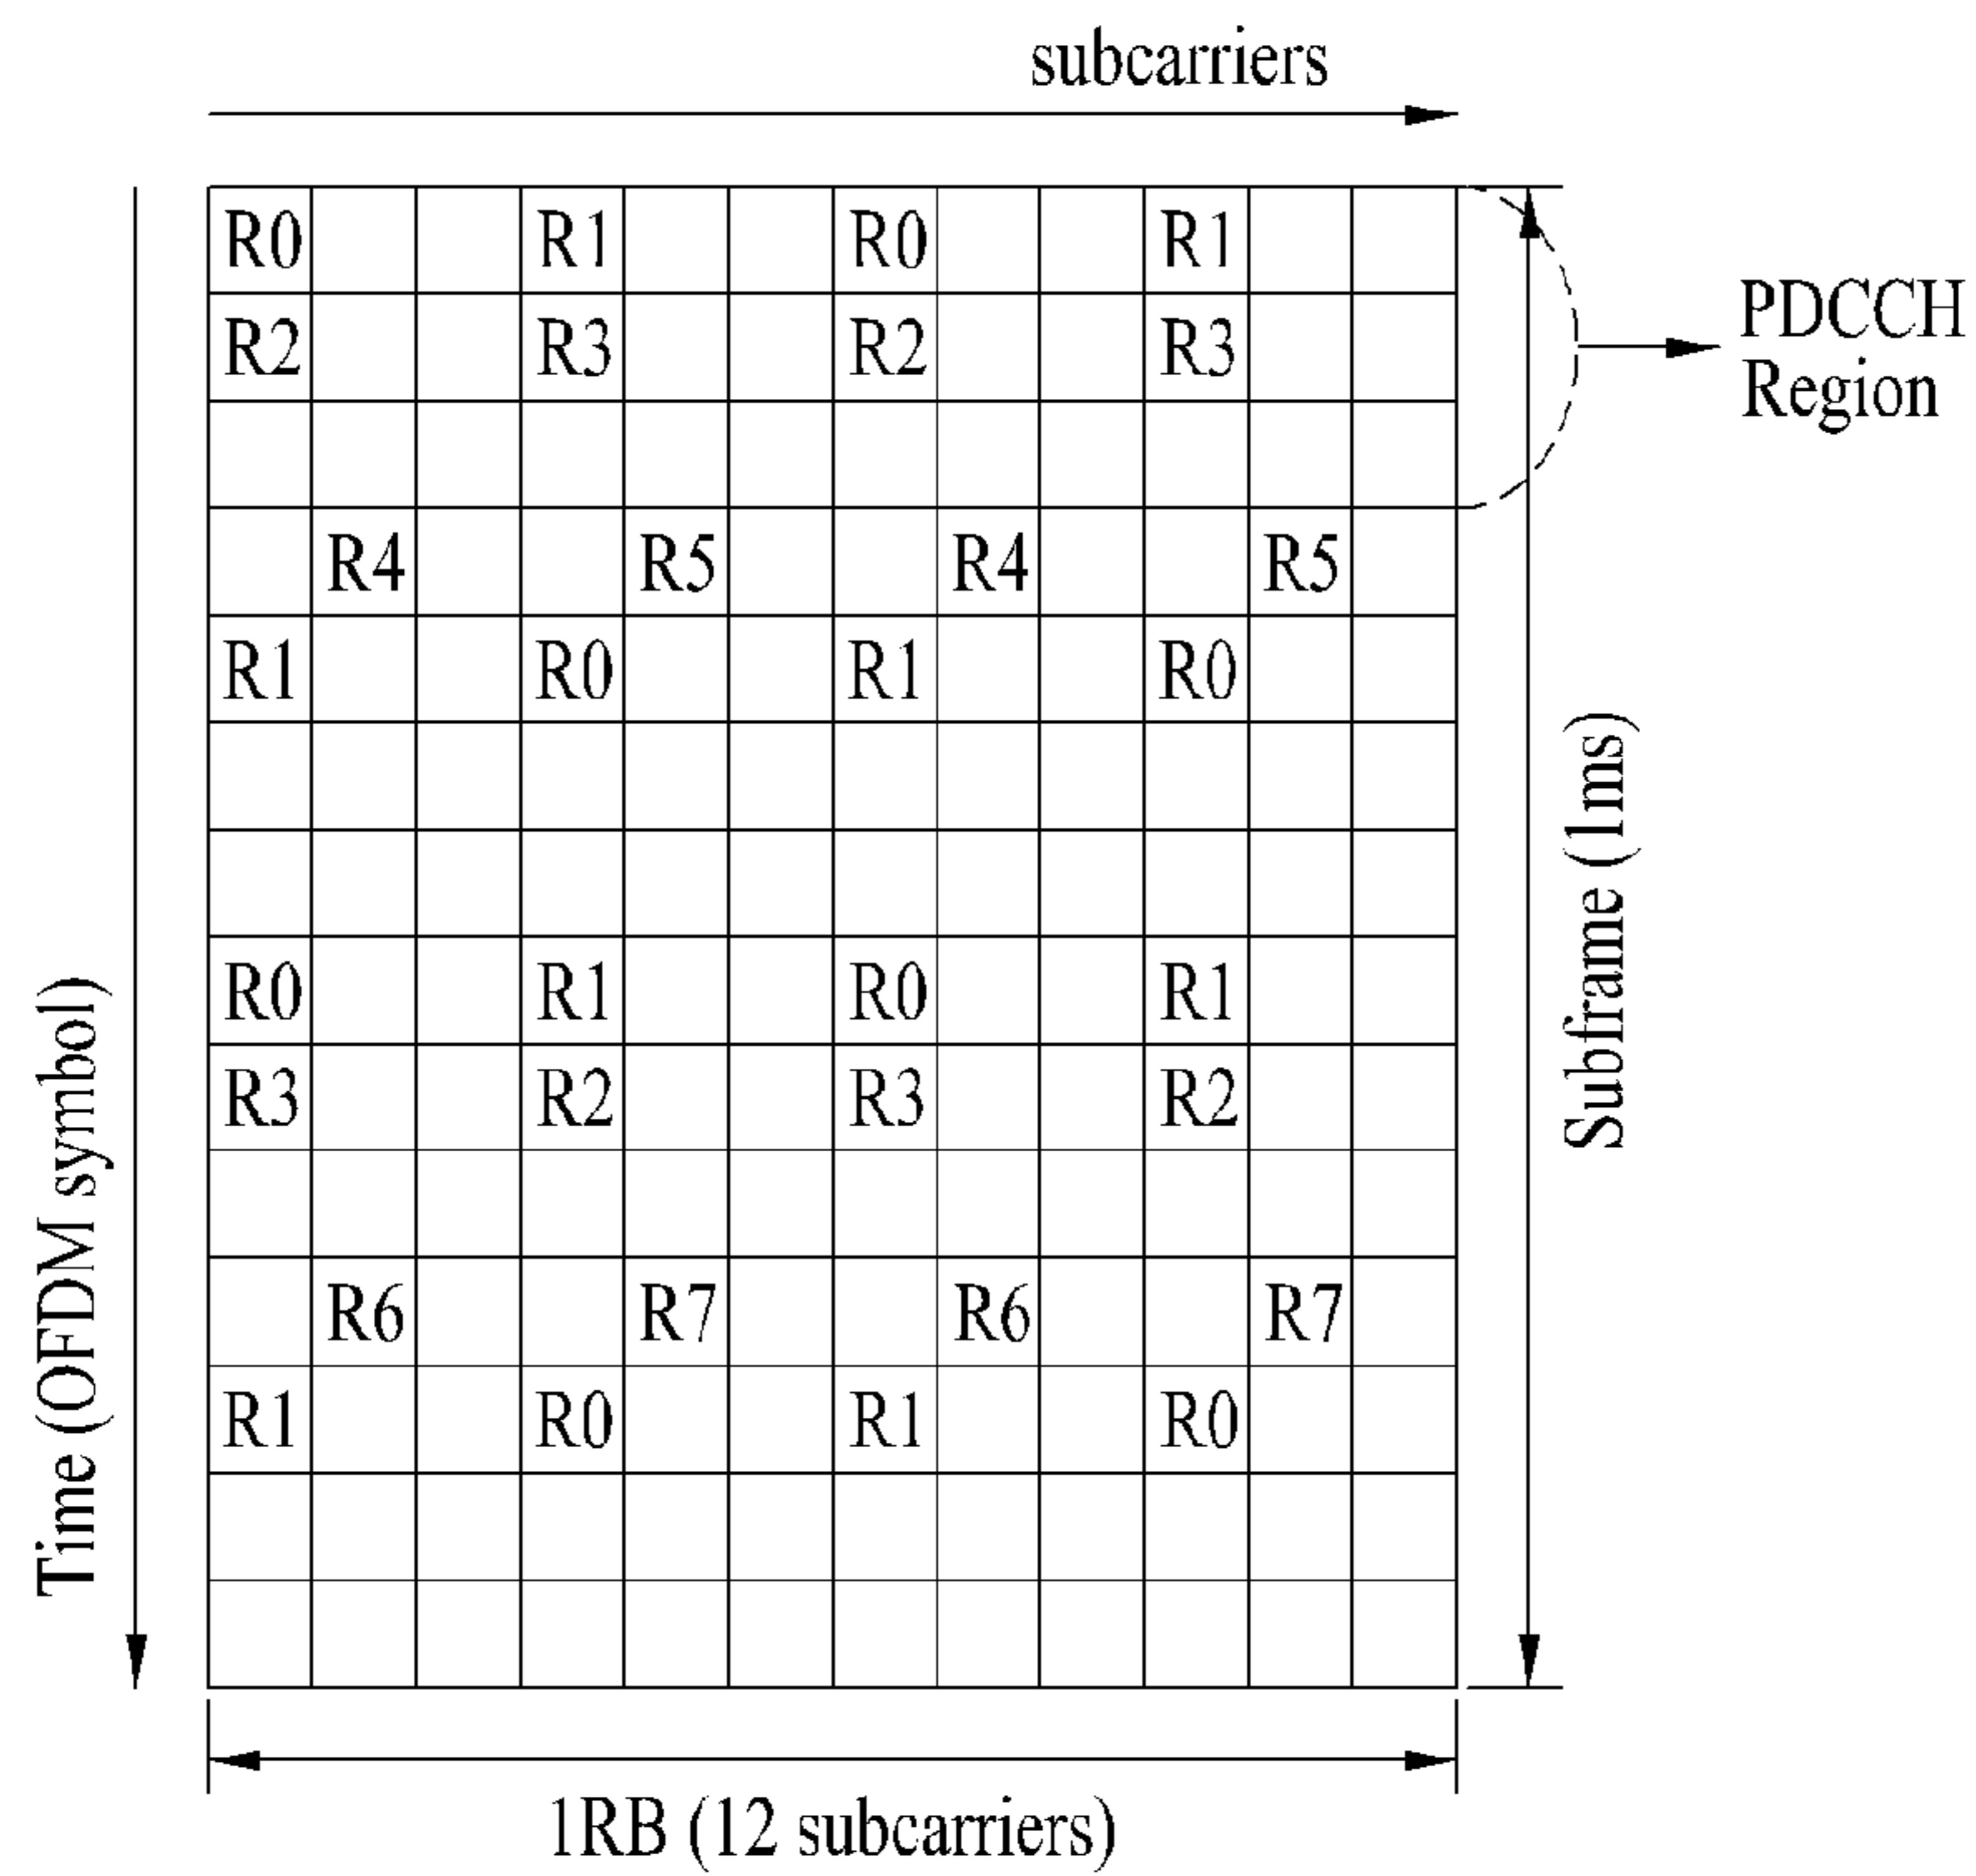 subcarriers
R0 R1 R0 R1
R2 R3 R2 R3
PDCCH
Region
R4 R5 R4 R5
R1 R0 R1 R0
R0 R1 R0 R1
R3 R2 R3 R2
R6 R7 R6 R7
R1 R0 R1 R0
Time (OFDM symbol)
Subframe (1ms)
1RB (12 subcarriers)